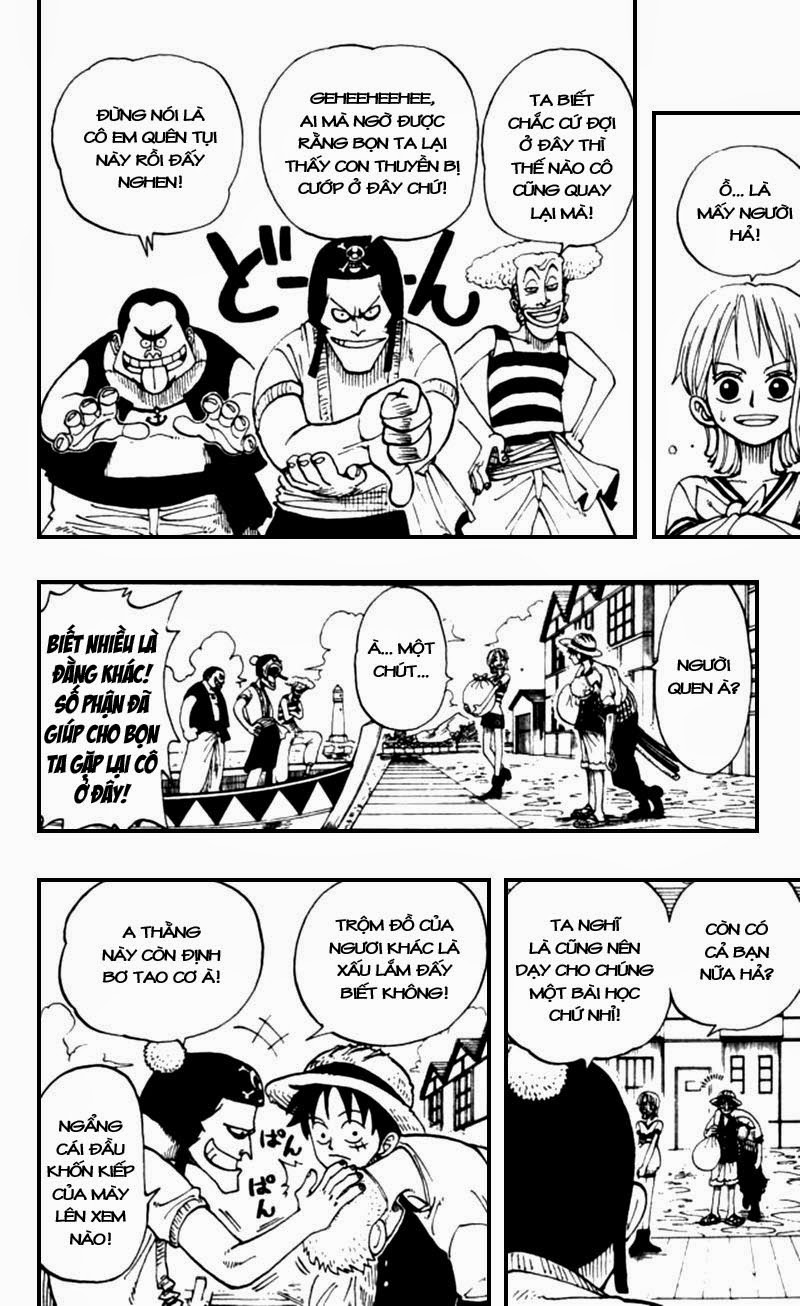 Ồ... LÀ
MẤY NGƯỜI
HẢ!
TA BIẾT
CHẮC CỨ ĐỢI
Ở ĐÂY THÌ
THẾ NÀO CÔ
CŨNG QUAY
LẠI MÀ!
GEHEEHEEHEE,
AI MÀ NGỜ ĐƯỢC
RẰNG BỌN TA LẠI
THẤY CON THUYỀN BỊ
CƯỚP Ở ĐÂY CHỨ!
ĐỪNG NÓI LÀ
CÔ EM QUÊN TỤI
NÀY RỒI ĐẤY
NGHEN!
どーーん
NGƯỜI
QUEN À?
À... MỘT
CHÚT...
BIẾT NHIỀU LÀ
ĐẰNG KHÁC!
SỐ PHẬN ĐÃ
GIÚP CHO BỌN
TA GẶP LẠI CÔ
Ở ĐÂY!
CÒN CÓ
CẢ BẠN
NỮA HẢ?
TA NGHĨ
LÀ CŨNG NÊN
DẠY CHO CHÚNG
MỘT BÀI HỌC
CHỨ NHỈ!
TRỘM ĐỒ CỦA
NGƯƠI KHÁC LÀ
XẤU LẮM ĐẤY
BIẾT KHÔNG!
A THẰNG
NÀY CÒN ĐỊNH
BƠ TAO CƠ À!
ぱん
ぱん
NGẨNG
CÁI ĐẦU
KHỐN KIẾP
CỦA MÀY
LÊN XEM
NÀO!